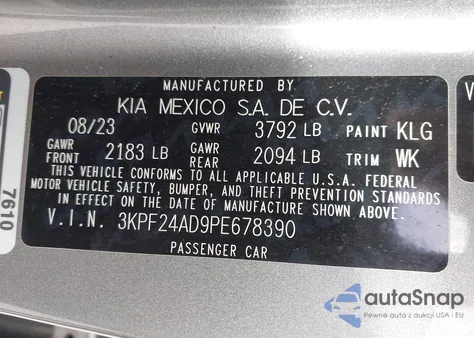 MANUFACTURED BY
KIA MEXICO S.A. DE C.V.
08/23 GVWR 3792 LB PAINT KLG
GAWR FRONT 2183 LB GAWR REAR 2094 LB TRIM WK
THIS VEHICLE CONFORMS TO ALL APPLICABLE U.S.A. FEDERAL
MOTOR VEHICLE SAFETY, BUMPER, AND THEFT PREVENTION STANDARDS
IN EFFECT ON THE DATE OF MANUFACTURE SHOWN ABOVE.
V.I.N. 3KPF24AD9PE678390
PASSENGER CAR
7610
autoSnap
Pewne auto z aukcji USA - EU